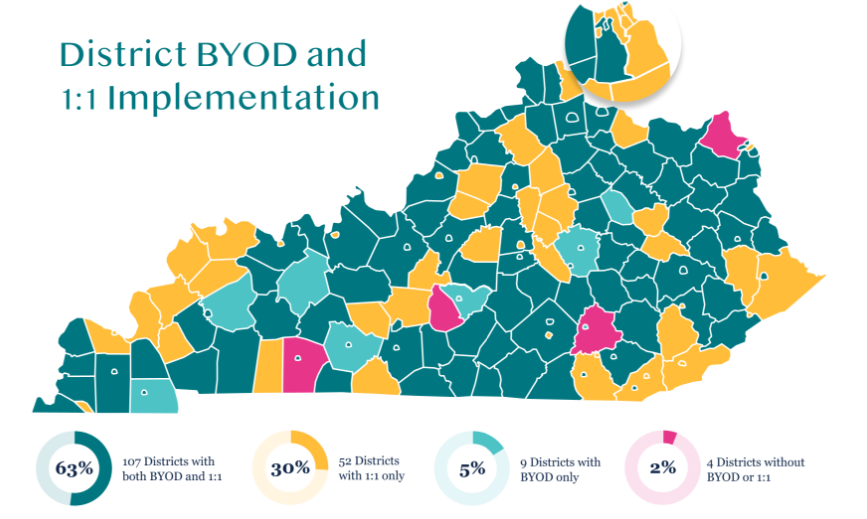 District BYOD and
1:1 Implementation
63%
107 Districts with
both BYOD and 1:1
30%
52 Districts
with 1:1 only
5%
9 Districts with
BYOD only
2%
4 Districts without
BYOD or 1:1